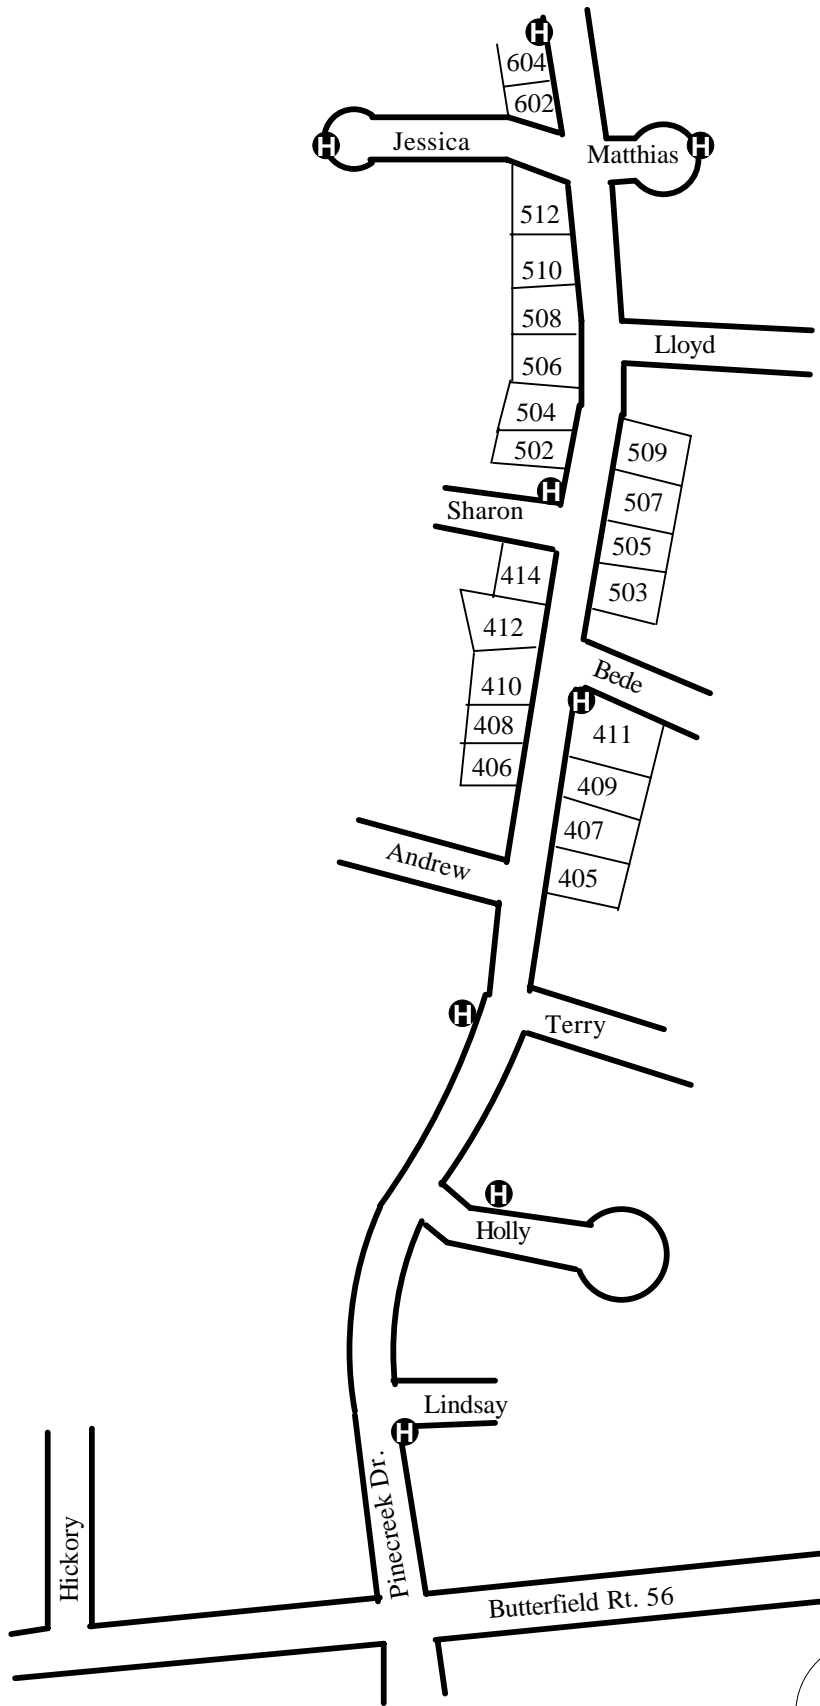 H
604
602
H
Jessica
Matthias
H
512
510
508
Lloyd
506
504
502
509
H
507
Sharon
505
414
503
412
Bede
410
H
408
411
406
409
407
Andrew
405
H
Terry
H
Holly
Lindsay
H
Pinecreek Dr.
Hickory
Butterfield Rt. 56